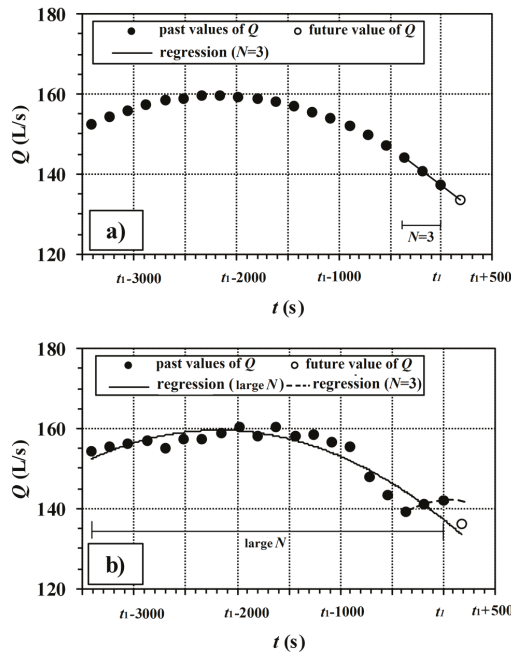 180
past values of Q future value of Q
regression (N=3)
160
Q (L/s)
140
a)
N=3
120
t1-3000 t1-2000 t1-1000 t1 t1+500
t (s)
180
past values of Q future value of Q
regression (large N) regression (N=3)
160
Q (L/s)
140
large N
b)
120
t1-3000 t1-2000 t1-1000 t1 t1+500
t (s)